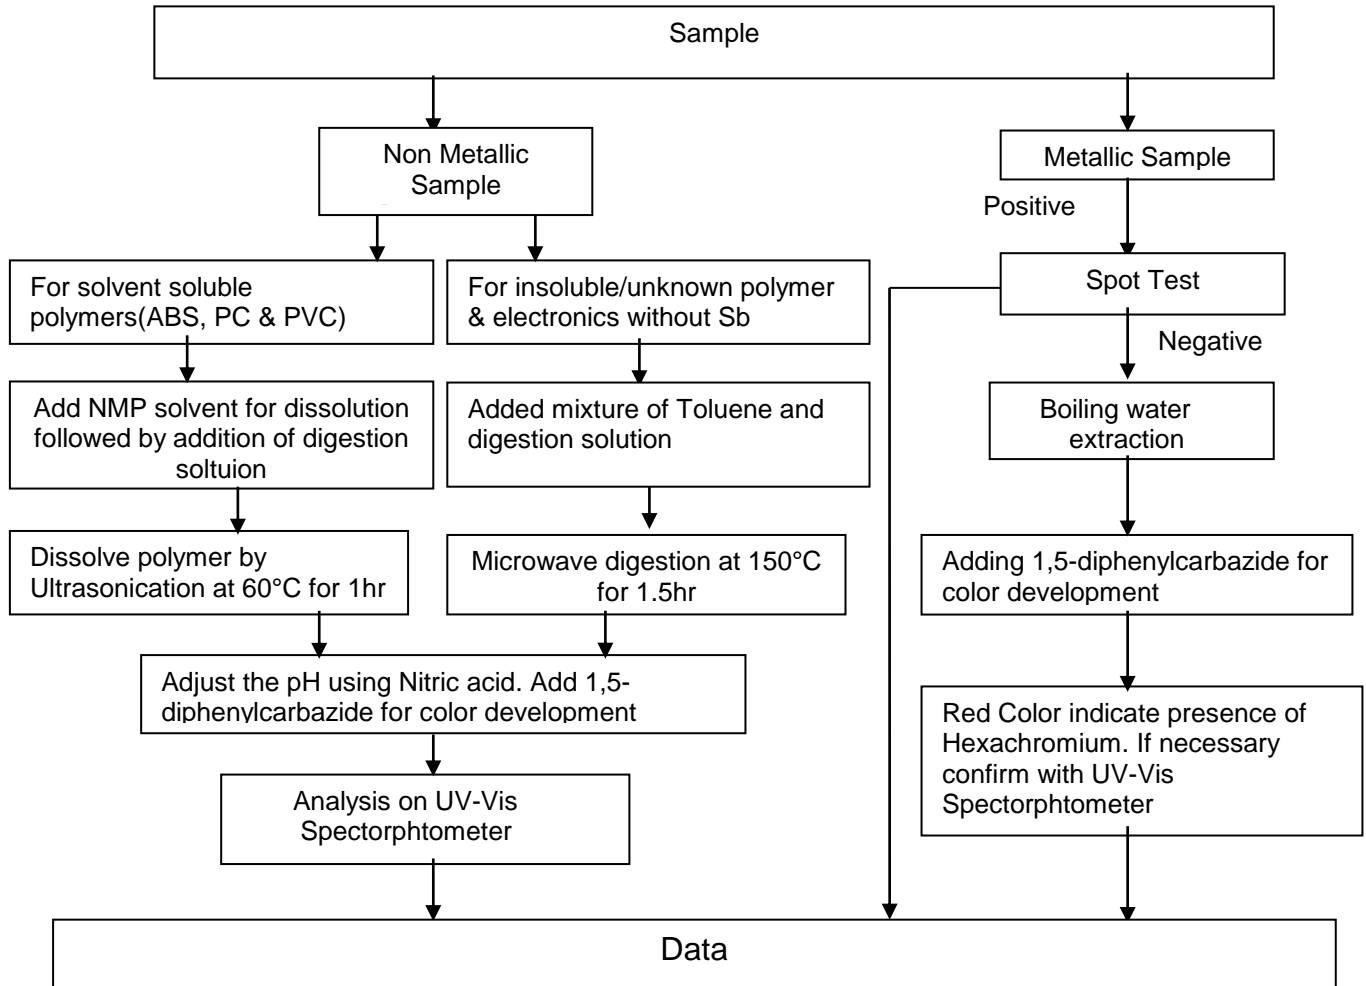 Sample
Non Metallic
Sample
Metallic Sample
Positive
For solvent soluble
polymers(ABS, PC & PVC)
For insoluble/unknown polymer
& electronics without Sb
Spot Test
Negative
Add NMP solvent for dissolution
followed by addition of digestion
soltuion
Added mixture of Toluene and
digestion solution
Boiling water
extraction
Dissolve polymer by
Ultrasonication at 60°C for 1hr
Microwave digestion at 150°C
for 1.5hr
Adding 1,5-diphenylcarbazide for
color development
Adjust the pH using Nitric acid. Add 1,5-
diphenylcarbazide for color development
Red Color indicate presence of
Hexachromium. If necessary
confirm with UV-Vis
Spectorphtometer
Analysis on UV-Vis
Spectorphtometer
Data